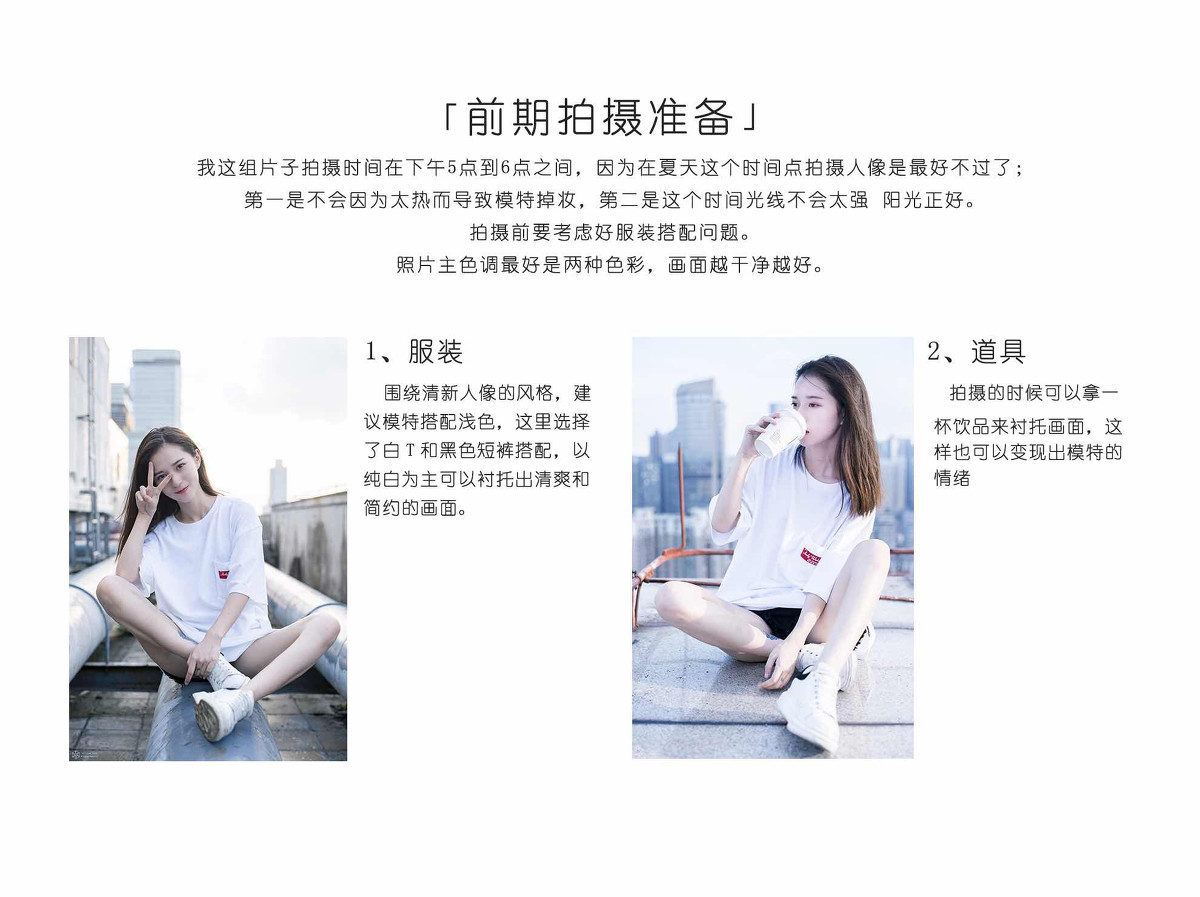 「前期拍摄准备」
我这组片子拍摄时间在下午5点到6点之间，因为在夏天这个时间点拍摄人像是最好不过了；
第一是不会因为太热而导致模特掉妆，第二是这个时间光线不会太强 阳光正好。
拍摄前要考虑好服装搭配问题。
照片主色调最好是两种色彩，画面越干净越好。
1、服装
围绕清新人像的风格，建
议模特搭配浅色，这里选择
了白T和黑色短裤搭配，以
纯白为主可以衬托出清爽和
简约的画面。
2、道具
拍摄的时候可以拿一
杯饮品来衬托画面，这
样也可以变现出模特的
情绪